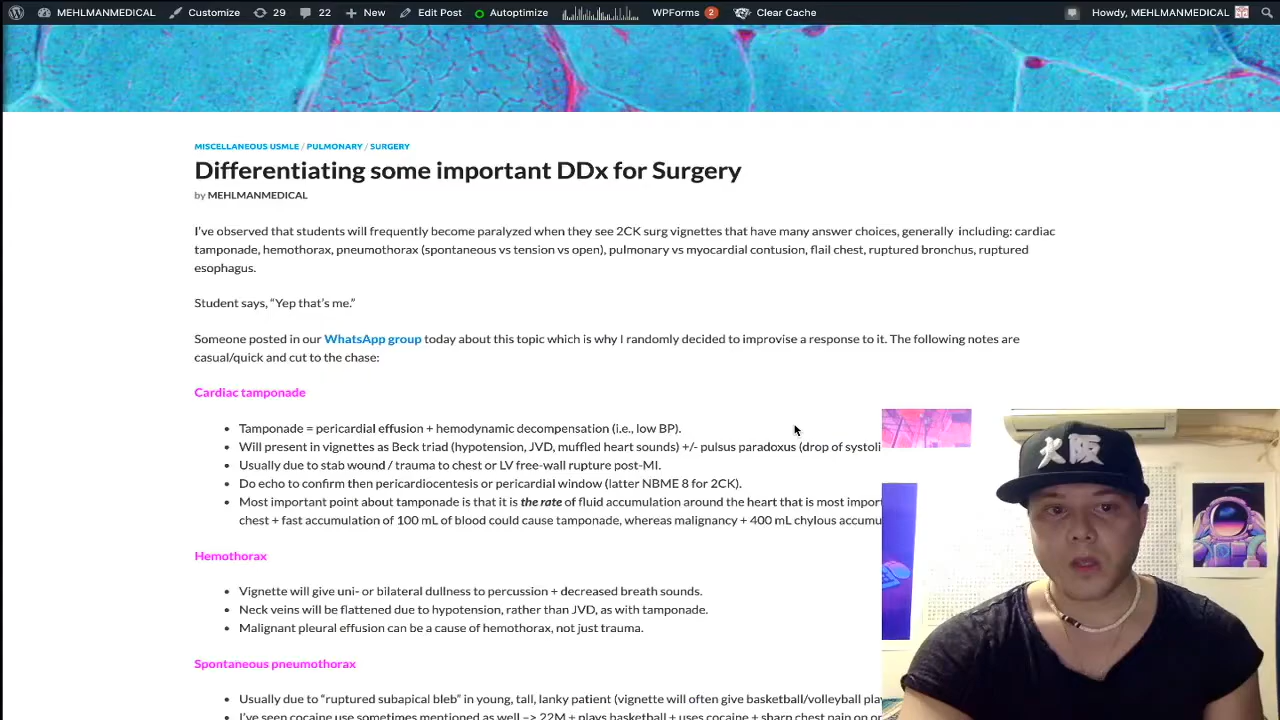 MEHLMANMEDICAL Customize 29 22 New Edit Post Autoptimize WPForms 2 Clear Cache Howdy, MEHLMANMEDICAL
MISCELLANEOUS USMLE / PULMONARY / SURGERY
Differentiating some important DDx for Surgery
by MEHLMANMEDICAL
I've observed that students will frequently become paralyzed when they see 2CK surg vignettes that have many answer choices, generally including: cardiac
tamponade, hemothorax, pneumothorax (spontaneous vs tension vs open), pulmonary vs myocardial contusion, flail chest, ruptured bronchus, ruptured
esophagus.
Student says, “Yep that’s me.”
Someone posted in our WhatsApp group today about this topic which is why I randomly decided to improvise a response to it. The following notes are
casual/quick and cut to the chase:
Cardiac tamponade
Tamponade = pericardial effusion + hemodynamic decompensation (i.e., low BP).
Will present in vignettes as Beck triad (hypotension, JVD, muffled heart sounds) +/- pulsus paradoxus (drop of systoli
Usually due to stab wound / trauma to chest or LV free-wall rupture post-MI.
Do echo to confirm then pericardiocentesis or pericardial window (latter NBME 8 for 2CK).
Most important point about tamponade is that it is the rate of fluid accumulation around the heart that is most impor
chest + fast accumulation of 100 mL of blood could cause tamponade, whereas malignancy + 400 mL chylous accumu
火阪
Hemothorax
Vignette will give uni- or bilateral dullness to percussion + decreased breath sounds.
Neck veins will be flattened due to hypotension, rather than JVD, as with tamponade.
Malignant pleural effusion can be a cause of hemothorax, not just trauma.
Spontaneous pneumothorax
Usually due to “ruptured subapical bleb” in young, tall, lanky patient (vignette will often give basketball/volleyball pla
I’ve seen cocaine use sometimes mentioned as well –> 22M + plays basketball + uses cocaine + sharp chest pain on